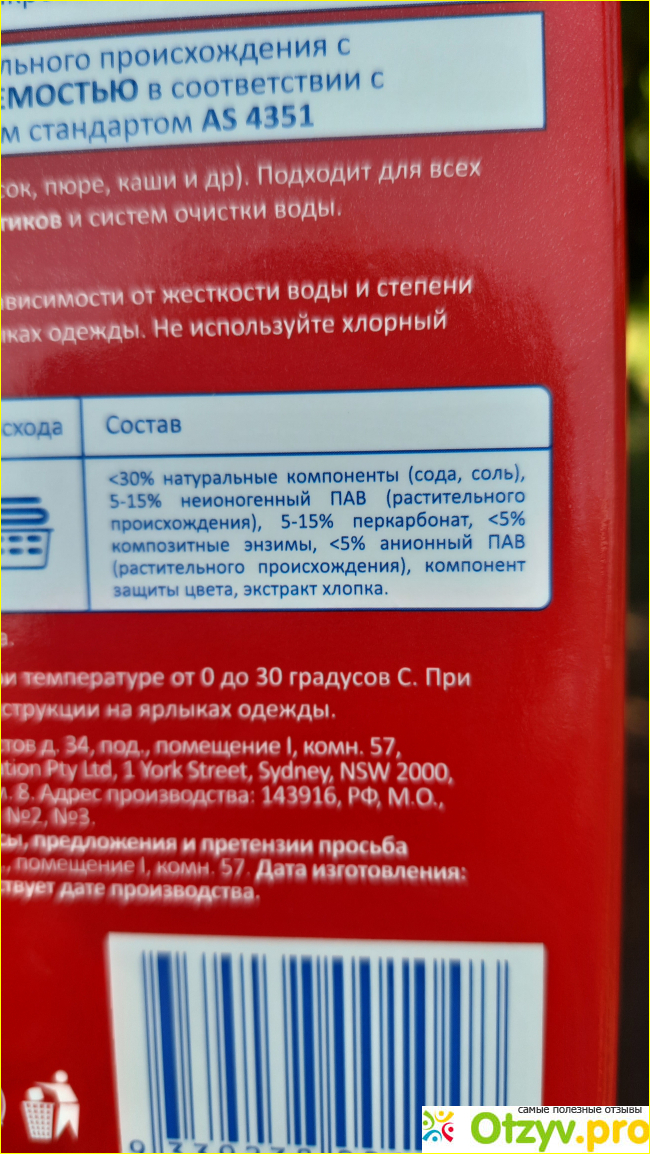 льного происхождения с
ЕМОСТЬЮ в соответствии с
м стандартом AS 4351
сок, пюре, каши и др). Подходит для всех
тиков и систем очистки воды.
ависимости от жесткости воды и степени
ках одежды. Не используйте хлорный
схода
Состав
<30% натуральные компоненты (сода, соль),
5-15% неионогенный ПАВ (растительного
происхождения), 5-15% перкарбонат, <5%
композитные энзимы, <5% анионный ПАВ
(растительного происхождения), компонент
защиты цвета, экстракт хлопка.
а.
и температуре от 0 до 30 градусов С. При
струкции на ярлыках одежды.
тов д. 34, под., помещение I, комн. 57,
tion Pty Ltd, 1 York Street, Sydney, NSW 2000,
. 8. Адрес производства: 143916, РФ, М.О.,
№2, №3.
сы, предложения и претензии просьба
., помещение I, комн. 57. Дата изготовления:
твует дате производства.
самые полезные отзывы
Otzyv.pro